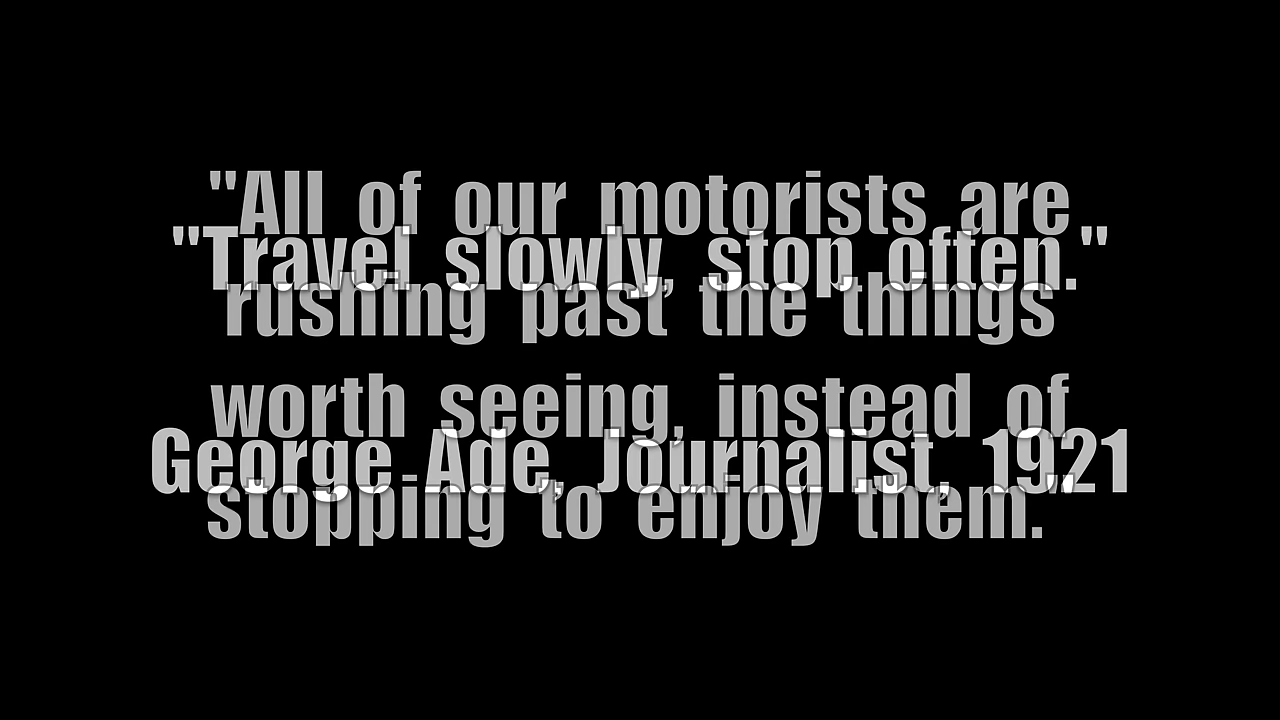 "All of our motorists are
"Travel slowly, stop often."
rushing past the things
worth seeing, instead of
George Ade, Journalist, 1921
stopping to enjoy them."